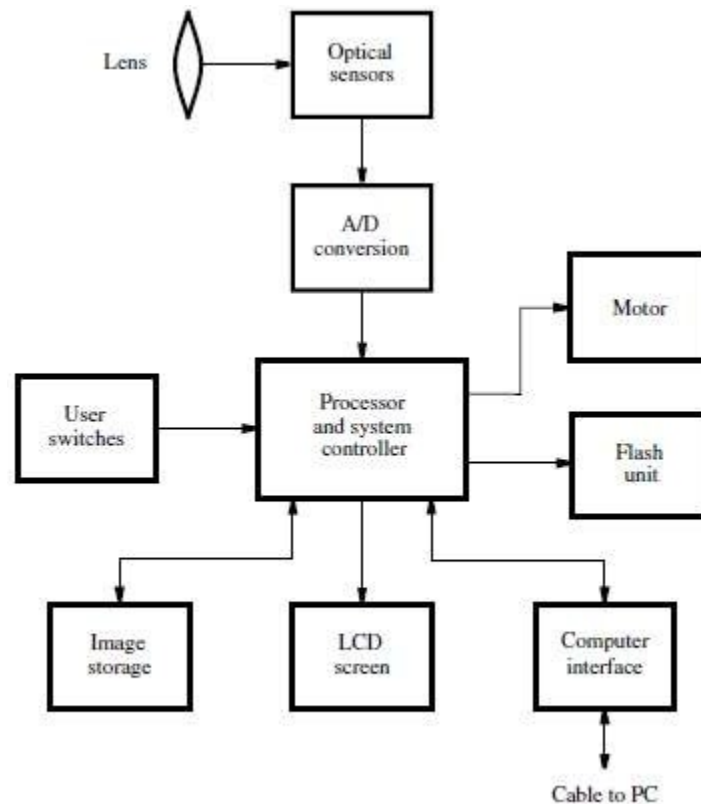 Lens
Optical
sensors
A/D
conversion
Motor
User
switches
Processor
and system
controller
Flash
unit
Image
storage
LCD
screen
Computer
interface
Cable to PC